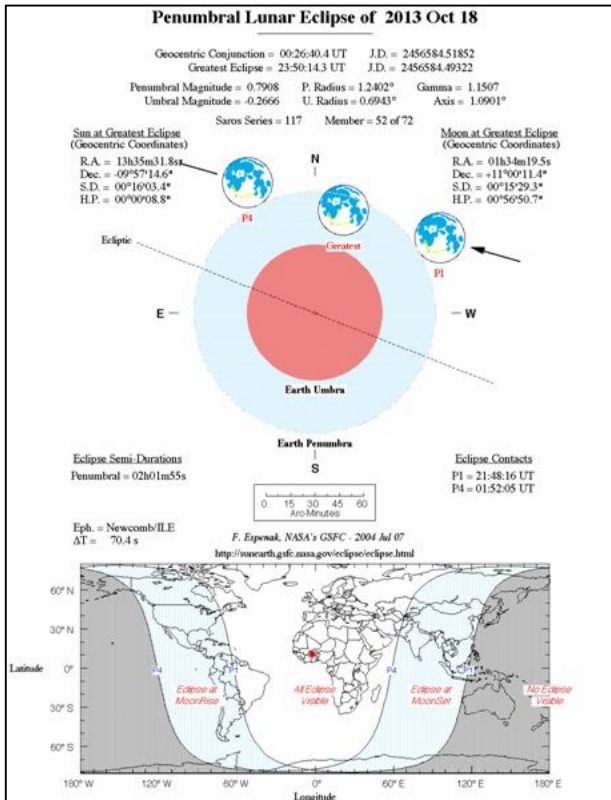 Penumbral Lunar Eclipse of 2013 Oct 18
Geocentric Conjunction = 00:26:40.4 UT J.D. = 2456584.51852
Greatest Eclipse = 23:50:14.3 UT J.D. = 2456584.49322
Penumbral Magnitude = 0.7908 P. Radius = 1.2402° Gamma = 1.1507
Umbral Magnitude = -0.2666 U. Radius = 0.6943° Axis = 1.0901°
Saros Series = 117 Member = 52 of 72
Sun at Greatest Eclipse
(Geocentric Coordinates)
R.A. = 13h35m31.8s
Dec. = -09°57'14.6"
S.D. = 00°16'03.4"
H.P. = 00°00'08.8"
Moon at Greatest Eclipse
(Geocentric Coordinates)
R.A. = 01h34m19.5s
Dec. = +11°00'11.4"
S.D. = 00°15'29.3"
H.P. = 00°56'50.7"
N
P4
Greatest
P1
Ecliptic
E
W
Earth Umbra
Earth Penumbra
S
Eclipse Semi-Durations
Penumbral = 02h01m55s
Eclipse Contacts
P1 = 21:48:16 UT
P4 = 01:52:05 UT
0 15 30 45 60
Arc-Minutes
Eph. = Newcomb/ILE
ΔT = 70.4 s
F. Espenak, NASA's GSFC - 2004 Jul 07
http://sunearth.gsfc.nasa.gov/eclipse/eclipse.html
60° N
30° N
Latitude
0°
30° S
60° S
P4
P1
P4
P1
Eclipse at
MoonRise
All Eclipse
Visible
Eclipse at
MoonSet
No Eclipse
Visible
180° W 120° W 60° W 0° 60° E 120° E 180° E
Longitude